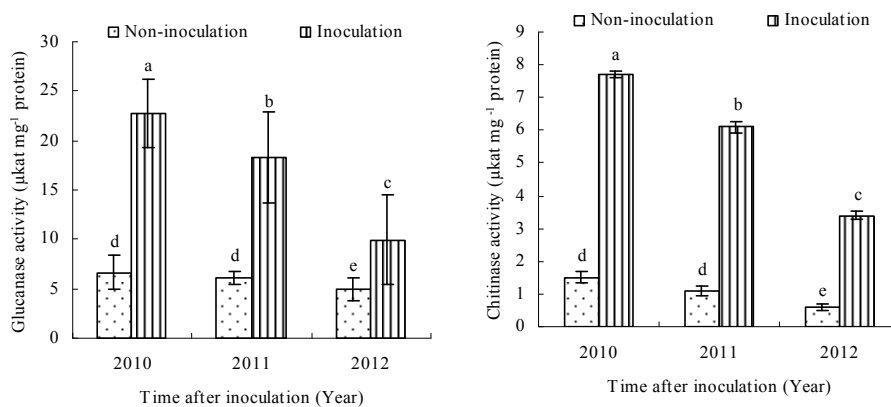 Non-inoculation Inoculation
Glucanase activity (µkat mg⁻¹ protein)
30
25
20
15
10
5
0
a
b
c
d
d
e
2010 2011 2012
Time after inoculation (Year)
Non-inoculation Inoculation
Chitinase activity (µkat mg⁻¹ protein)
9
8
7
6
5
4
3
2
1
0
a
b
c
d
d
e
2010 2011 2012
Time after inoculation (Year)